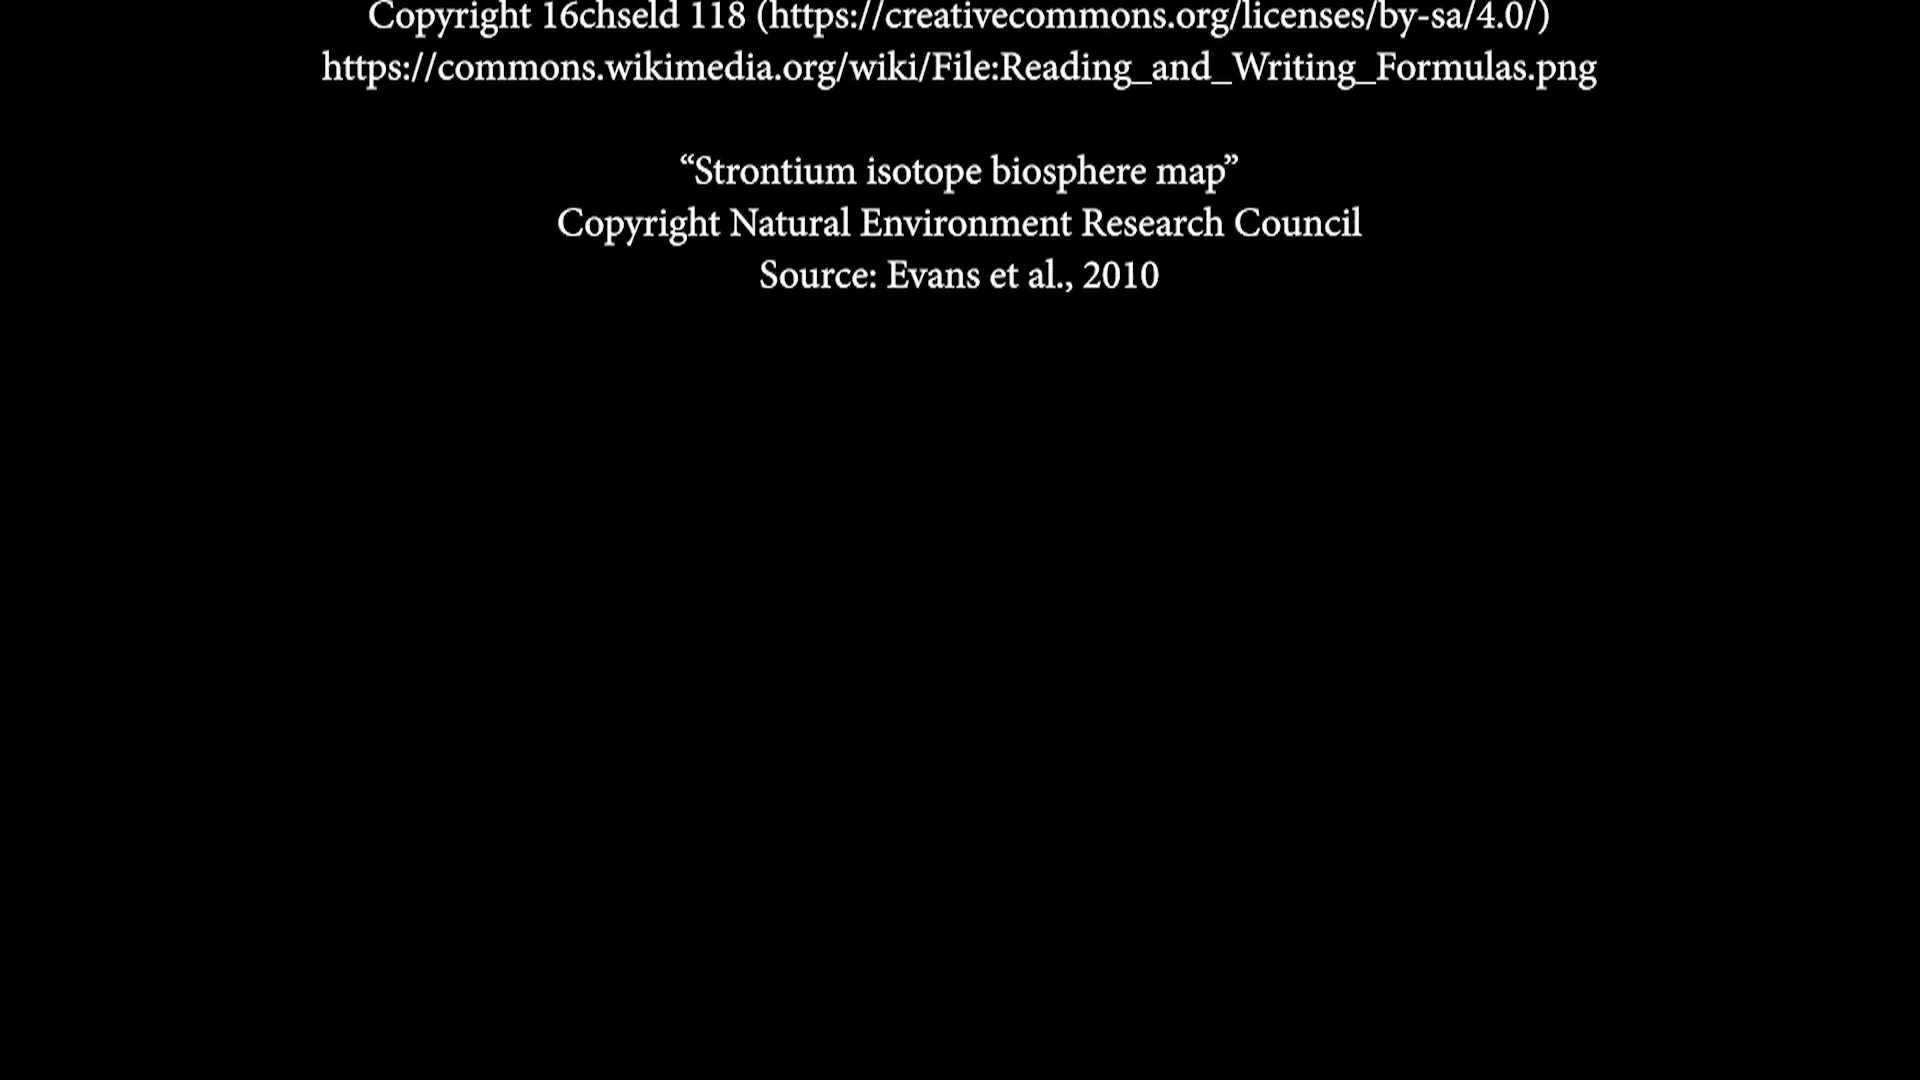 Copyright 16chseld 118 (https://creativecommons.org/licenses/by-sa/4.0/)
https://commons.wikimedia.org/wiki/File:Reading_and_Writing_Formulas.png
“Strontium isotope biosphere map”
Copyright Natural Environment Research Council
Source: Evans et al., 2010